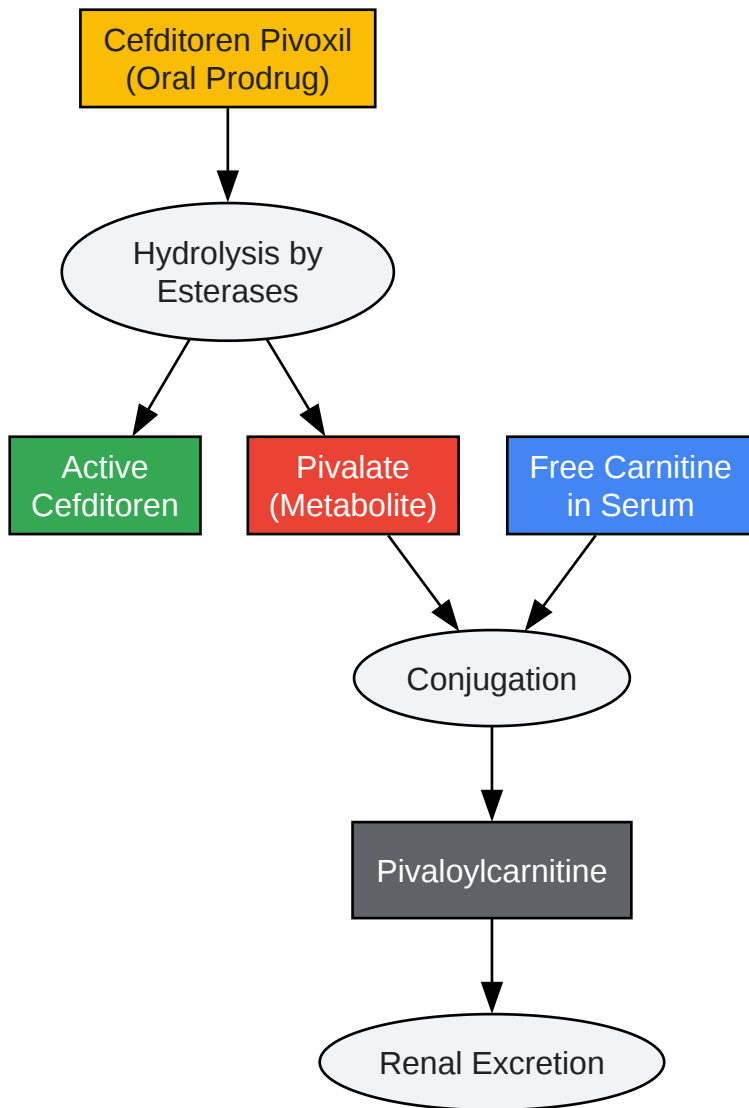 Cefditoren Pivoxil
(Oral Prodrug)
Hydrolysis by
Esterases
Active
Cefditoren
Pivalate
(Metabolite)
Free Carnitine
in Serum
Conjugation
Pivaloylcarnitine
Renal Excretion